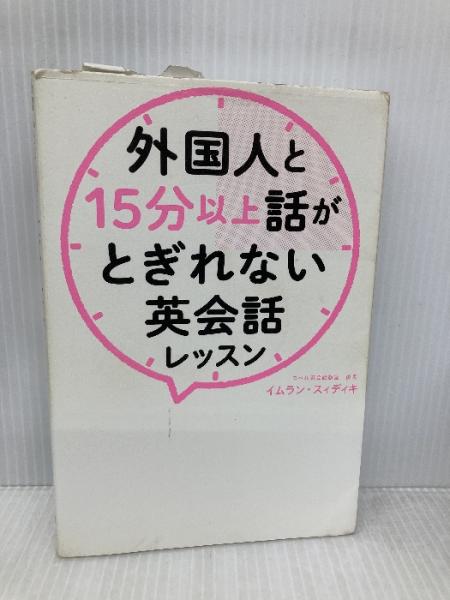 外国人と
15分以上話が
とぎれない
英会話
レッスン
イムラン・スィディキ